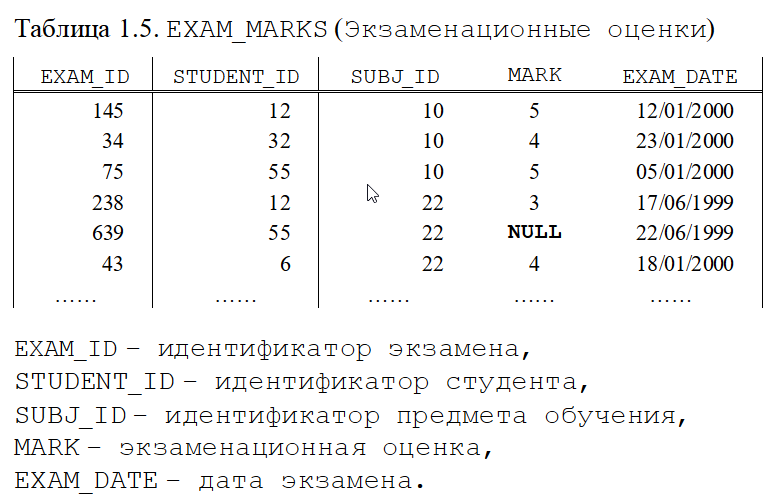 Таблица 1.5. EXAM_MARKS (Экзаменационные оценки)
EXAM_ID STUDENT_ID SUBJ_ID MARK EXAM_DATE
145 12 10 5 12/01/2000
34 32 10 4 23/01/2000
75 55 10 5 05/01/2000
238 12 22 3 17/06/1999
639 55 22 NULL 22/06/1999
43 6 22 4 18/01/2000
...... ...... ...... ...... ......
EXAM_ID – идентификатор экзамена,
STUDENT_ID – идентификатор студента,
SUBJ_ID – идентификатор предмета обучения,
MARK – экзаменационная оценка,
EXAM_DATE – дата экзамена.